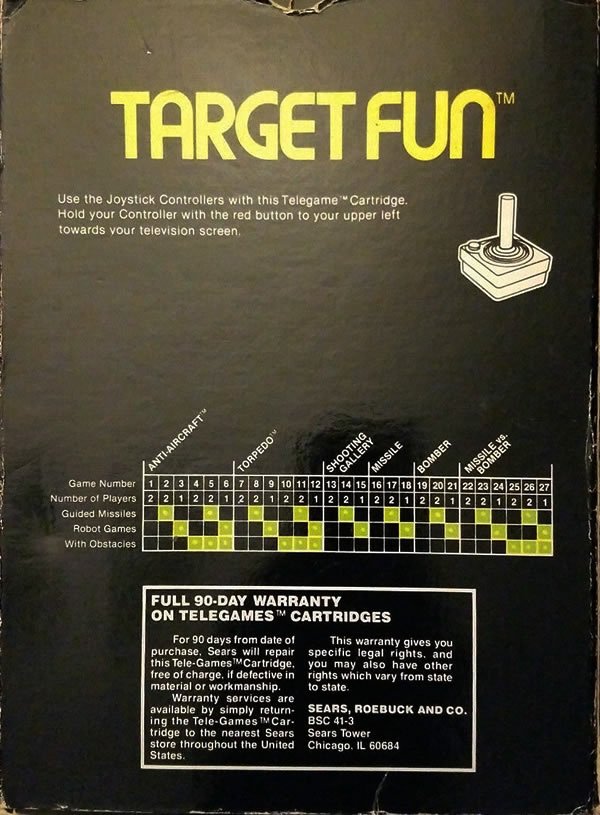 TARGET FUN™
Use the Joystick Controllers with this Telegame™ Cartridge.
Hold your Controller with the red button to your upper left
towards your television screen.
ANTI-AIRCRAFT™ TORPEDO™ SHOOTING GALLERY MISSILE BOMBER MISSILE vs. BOMBER
Game Number 1 2 3 4 5 6 7 8 9 10 11 12 13 14 15 16 17 18 19 20 21 22 23 24 25 26 27
Number of Players 2 2 1 2 2 1 2 2 1 2 2 1 2 2 1 2 2 1 2 2 1 2 2 1 2 2 1
Guided Missiles
Robot Games
With Obstacles
FULL 90-DAY WARRANTY
ON TELEGAMES™ CARTRIDGES
For 90 days from date of
purchase, Sears will repair
this Tele-Games™ Cartridge,
free of charge, if defective in
material or workmanship.
Warranty services are
available by simply return-
ing the Tele-Games™ Car-
tridge to the nearest Sears
store throughout the United
States.
This warranty gives you
specific legal rights, and
you may also have other
rights which vary from state
to state.
SEARS, ROEBUCK AND CO.
BSC 41-3
Sears Tower
Chicago, IL 60684